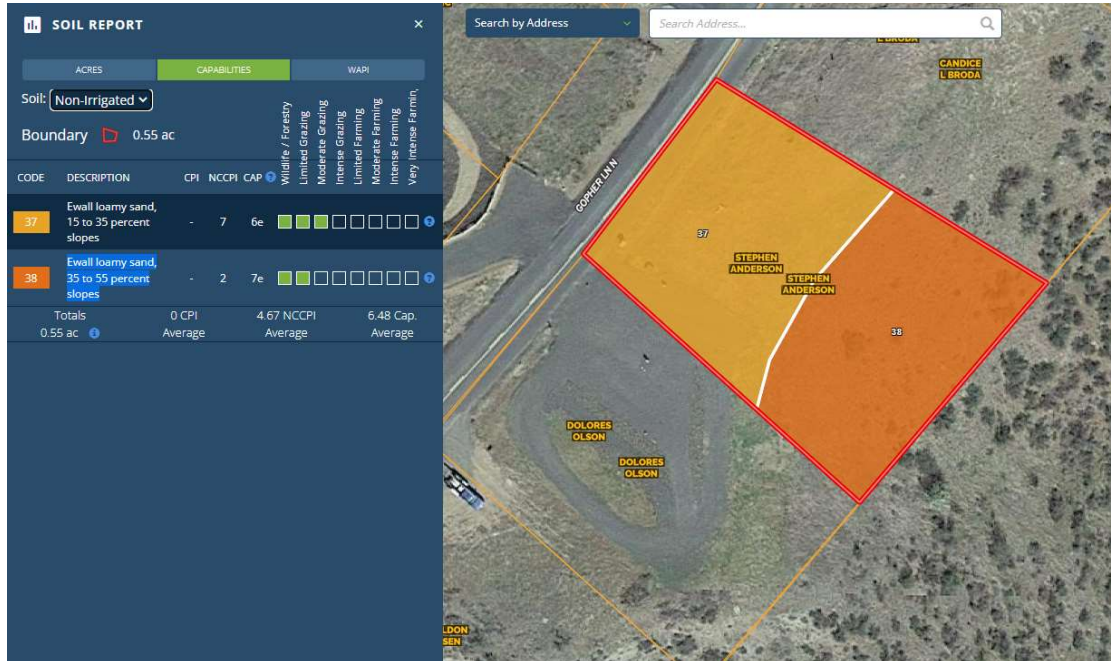 SOIL REPORT
×
ACRES
CAPABILITIES
WAPI
Soil: Non-Irrigated
Boundary 0.55 ac
Wildlife / Forestry
Limited Grazing
Moderate Grazing
Intense Grazing
Limited Farming
Moderate Farming
Intense Farming
Very Intense Farmin,
CODE DESCRIPTION CPI NCCPI CAP ?
37
Ewall loamy sand,
15 to 35 percent
slopes
- 7 6e ?
38
Ewall loamy sand,
35 to 55 percent
slopes
- 2 7e ?
Totals
0.55 ac i
0 CPI
Average
4.67 NCCPI
Average
6.48 Cap.
Average
Search by Address
Search Address...
L BRODA
CANDICE
L BRODA
GOPHER LN N
37
STEPHEN
ANDERSON
STEPHEN
ANDERSON
38
DOLORES
OLSON
DOLORES
OLSON
LDON
SEN